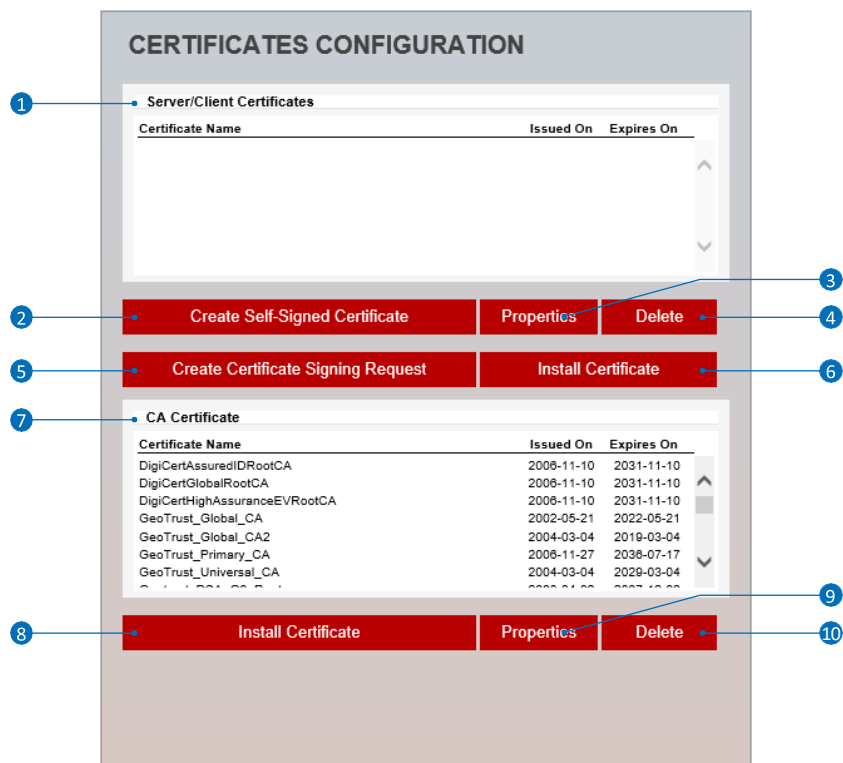 CERTIFICATES CONFIGURATION
1 Server/Client Certificates
Certificate Name Issued On Expires On
3
2 Create Self-Signed Certificate Properties Delete 4
5 Create Certificate Signing Request Install Certificate 6
7 CA Certificate
Certificate Name Issued On Expires On
DigiCertAssuredIDRootCA 2006-11-10 2031-11-10
DigiCertGlobalRootCA 2006-11-10 2031-11-10
DigiCertHighAssuranceEVRootCA 2006-11-10 2031-11-10
GeoTrust_Global_CA 2002-05-21 2022-05-21
GeoTrust_Global_CA2 2004-03-04 2019-03-04
GeoTrust_Primary_CA 2006-11-27 2036-07-17
GeoTrust_Universal_CA 2004-03-04 2029-03-04
9
8 Install Certificate Properties Delete 10